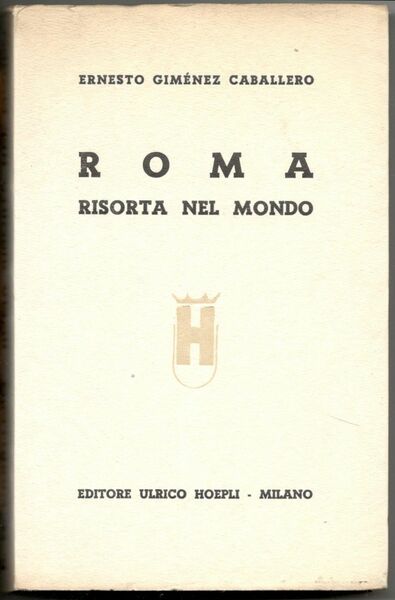 ERNESTO GIMÉNEZ CABALLERO
ROMA
RISORTA NEL MONDO
H
EDITORE ULRICO HOEPLI - MILANO